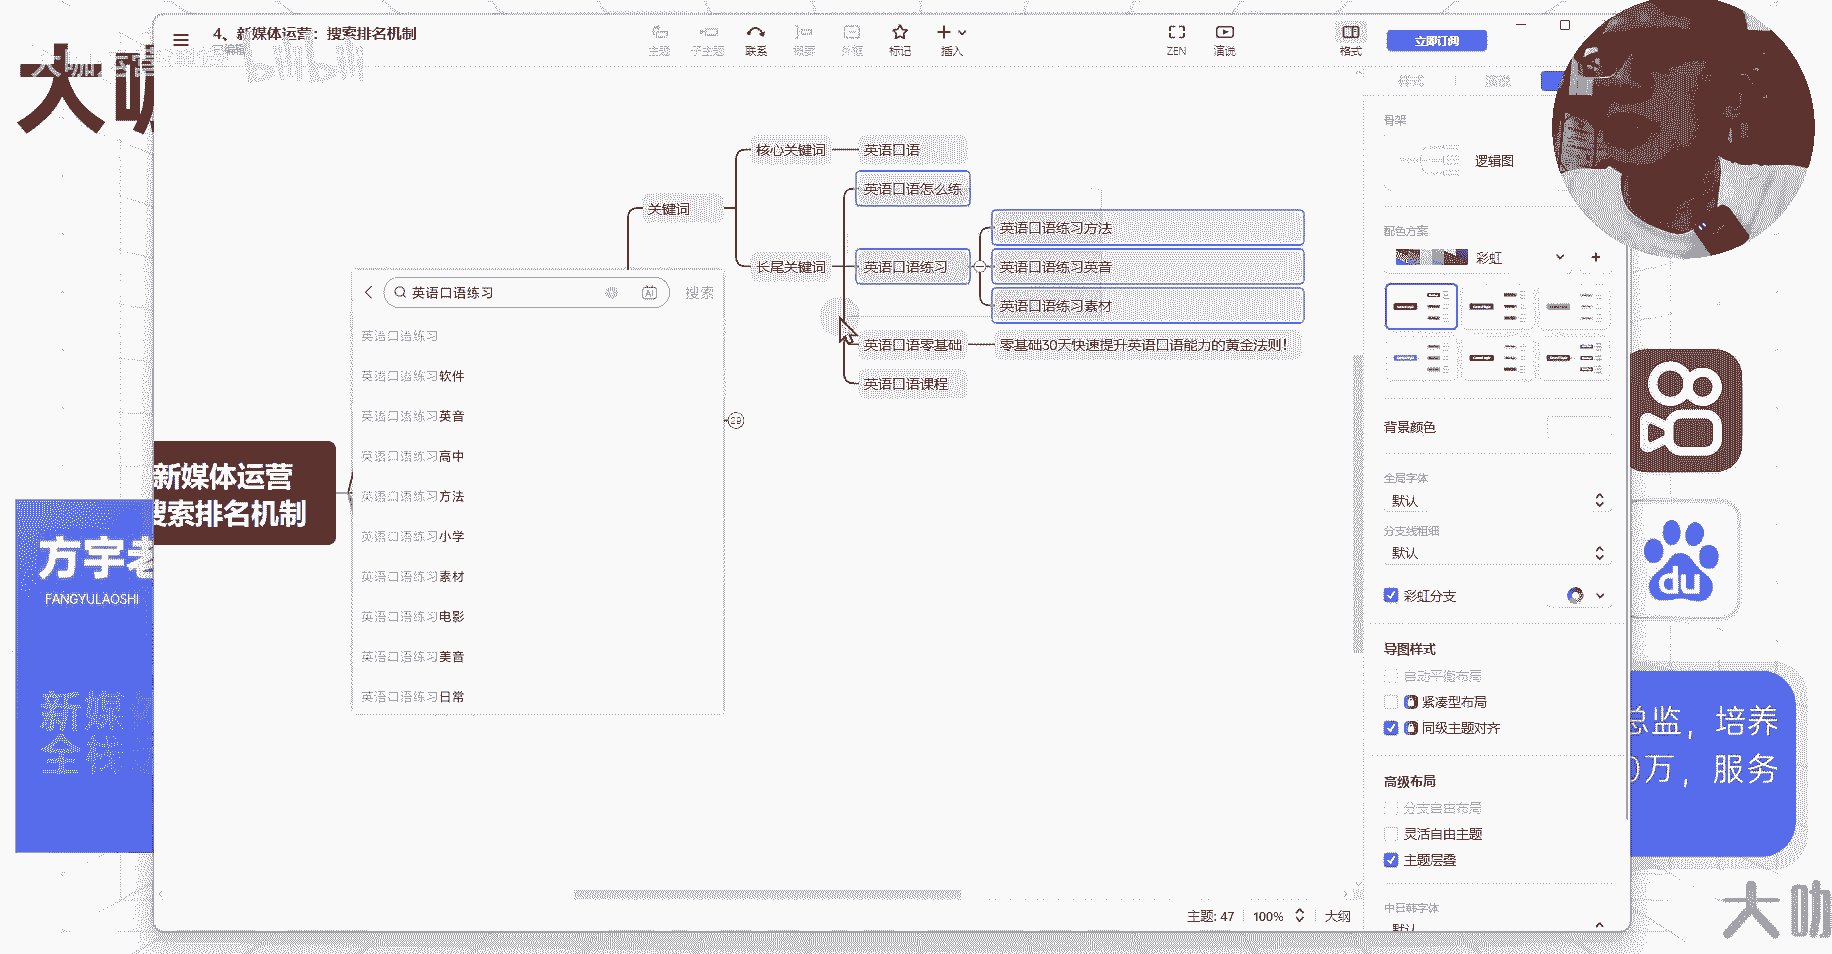 4、新媒体运营：搜索排名机制
已编辑
bilibili
主题
子主题
联系
概要
外框
标记
插入
ZEN
演说
格式
立即订阅
大咖
样式
演说
骨架
逻辑图
配色方案
彩虹
背景颜色
全局字体
默认
分支线粗细
默认
彩虹分支
导图样式
自动平衡布局
紧凑型布局
同级主题对齐
高级布局
分支自由布局
灵活自由主题
主题层叠
中日韩字体
默认
关键词
核心关键词
英语口语
长尾关键词
英语口语怎么练
英语口语练习
英语口语练习方法
英语口语练习英音
英语口语练习素材
英语口语零基础
零基础30天快速提升英语口语能力的黄金法则！
英语口语课程
29
英语口语练习
AI
搜索
英语口语练习
英语口语练习软件
英语口语练习英音
英语口语练习高中
英语口语练习方法
英语口语练习小学
英语口语练习素材
英语口语练习电影
英语口语练习美音
英语口语练习日常
新媒体运营
搜索排名机制
方宇老
FANGYULAOSHI
新媒体
全栈
du
总监，培养
0万，服务
主题: 47
100%
大纲
大咖